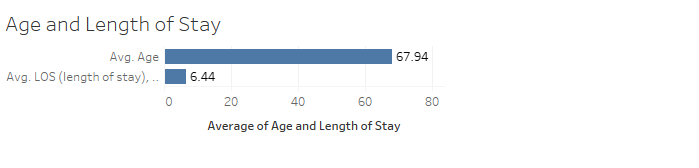 Age and Length of Stay
Avg. Age 67.94
Avg. LOS (length of stay), .. 6.44
0 20 40 60 80
Average of Age and Length of Stay